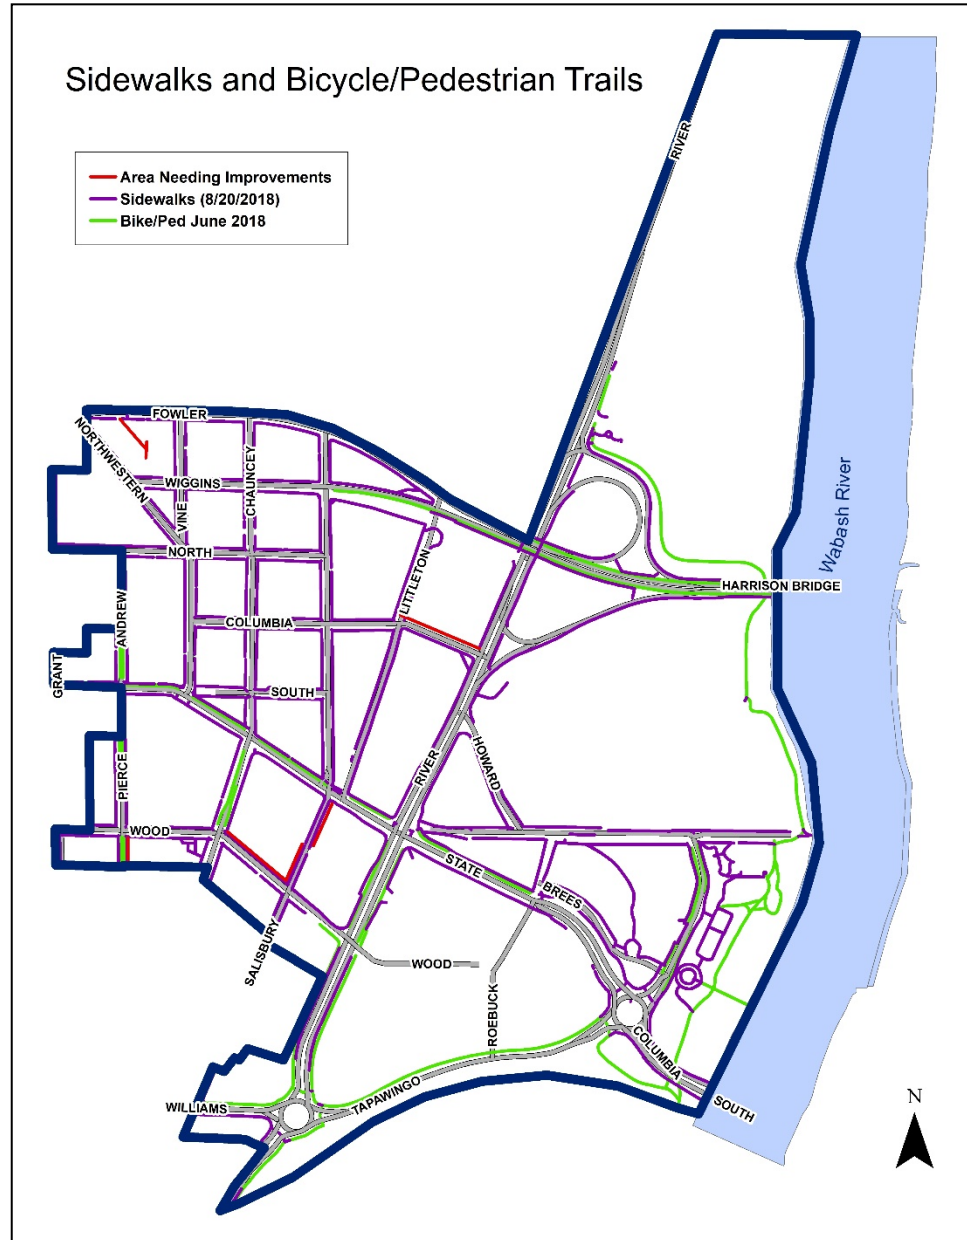 Sidewalks and Bicycle/Pedestrian Trails
Area Needing Improvements
Sidewalks (8/20/2018)
Bike/Ped June 2018
RIVER
FOWLER
NORTHWESTERN
WIGGINS
VINE
CHAUNCEY
NORTH
LITTLETON
Wabash River
HARRISON BRIDGE
ANDREW
COLUMBIA
GRANT
SOUTH
RIVER
HOWARD
PIERCE
WOOD
STATE
BREES
SALISBURY
WOOD
ROEBUCK
COLUMBIA
TAPAWINGO
WILLIAMS
SOUTH
N